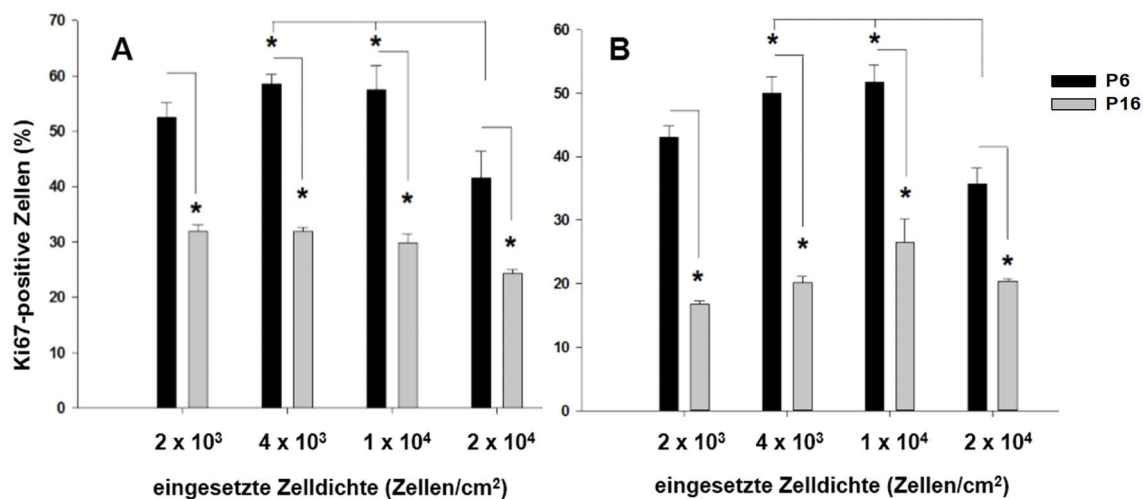 A
B
P6
P16
Ki67-positive Zellen (%)
70
60
50
40
30
20
10
0
* *
* * * *
2 x 10³ 4 x 10³ 1 x 10⁴ 2 x 10⁴
eingesetzte Zelldichte (Zellen/cm²)
60
50
40
30
20
10
0
* *
* * * *
2 x 10³ 4 x 10³ 1 x 10⁴ 2 x 10⁴
eingesetzte Zelldichte (Zellen/cm²)